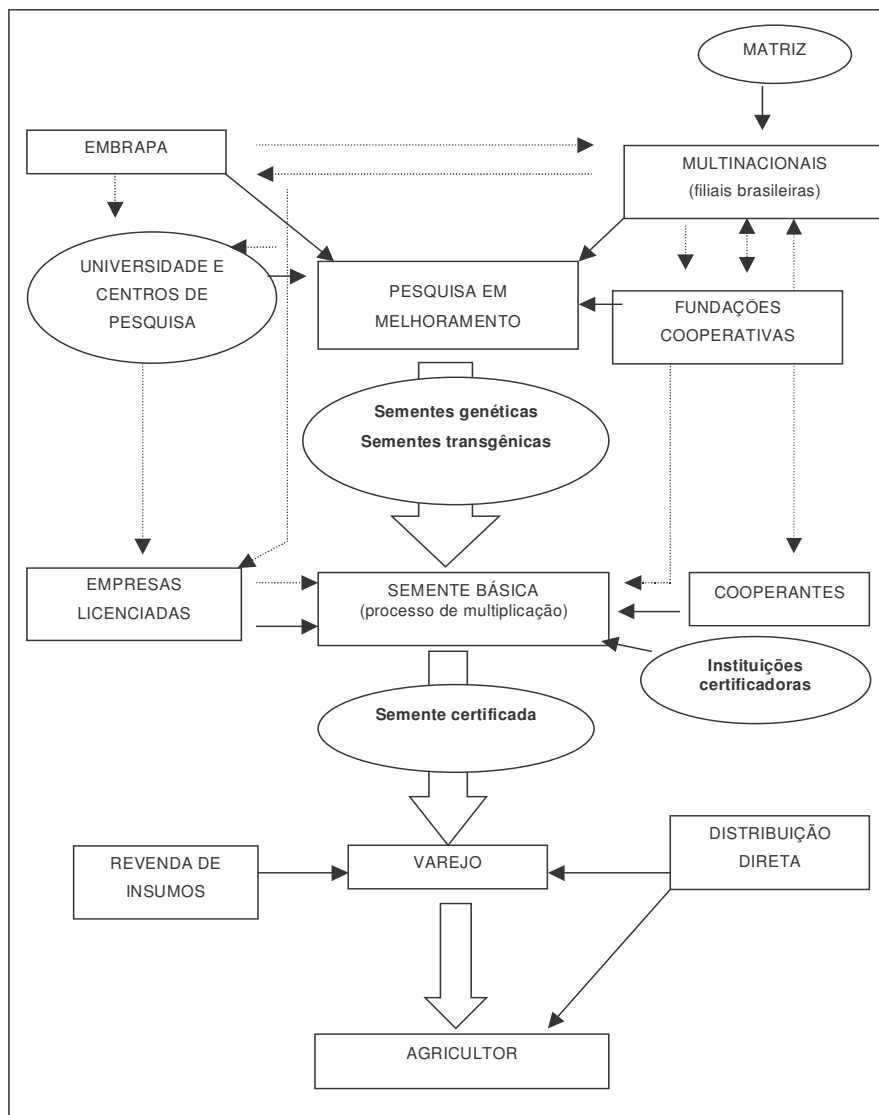 MATRIZ
EMBRAPA
MULTINACIONAIS
(filiais brasileiras)
UNIVERSIDADE E
CENTROS DE
PESQUISA
PESQUISA EM
MELHORAMENTO
FUNDAÇÕES
COOPERATIVAS
Sementes genéticas
Sementes transgênicas
EMPRESAS
LICENCIADAS
SEMENTE BÁSICA
(processo de multiplicação)
COOPERANTES
Instituições
certificadoras
Semente certificada
REVENDA DE
INSUMOS
VAREJO
DISTRIBUIÇÃO
DIRETA
AGRICULTOR